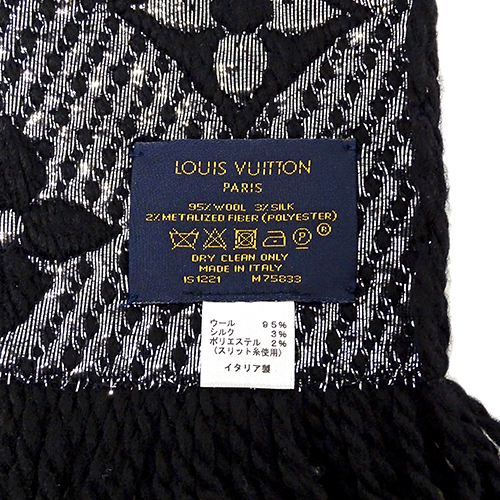 LOUIS VUITTON
PARIS
95% WOOL 3% SILK
2% METALIZED FIBER (POLYESTER)
P ®
DRY CLEAN ONLY
MADE IN ITALY
IS1221 M75833
ウール 95%
シルク 3%
ポリエステル 2%
(スリット糸使用)
イタリア製